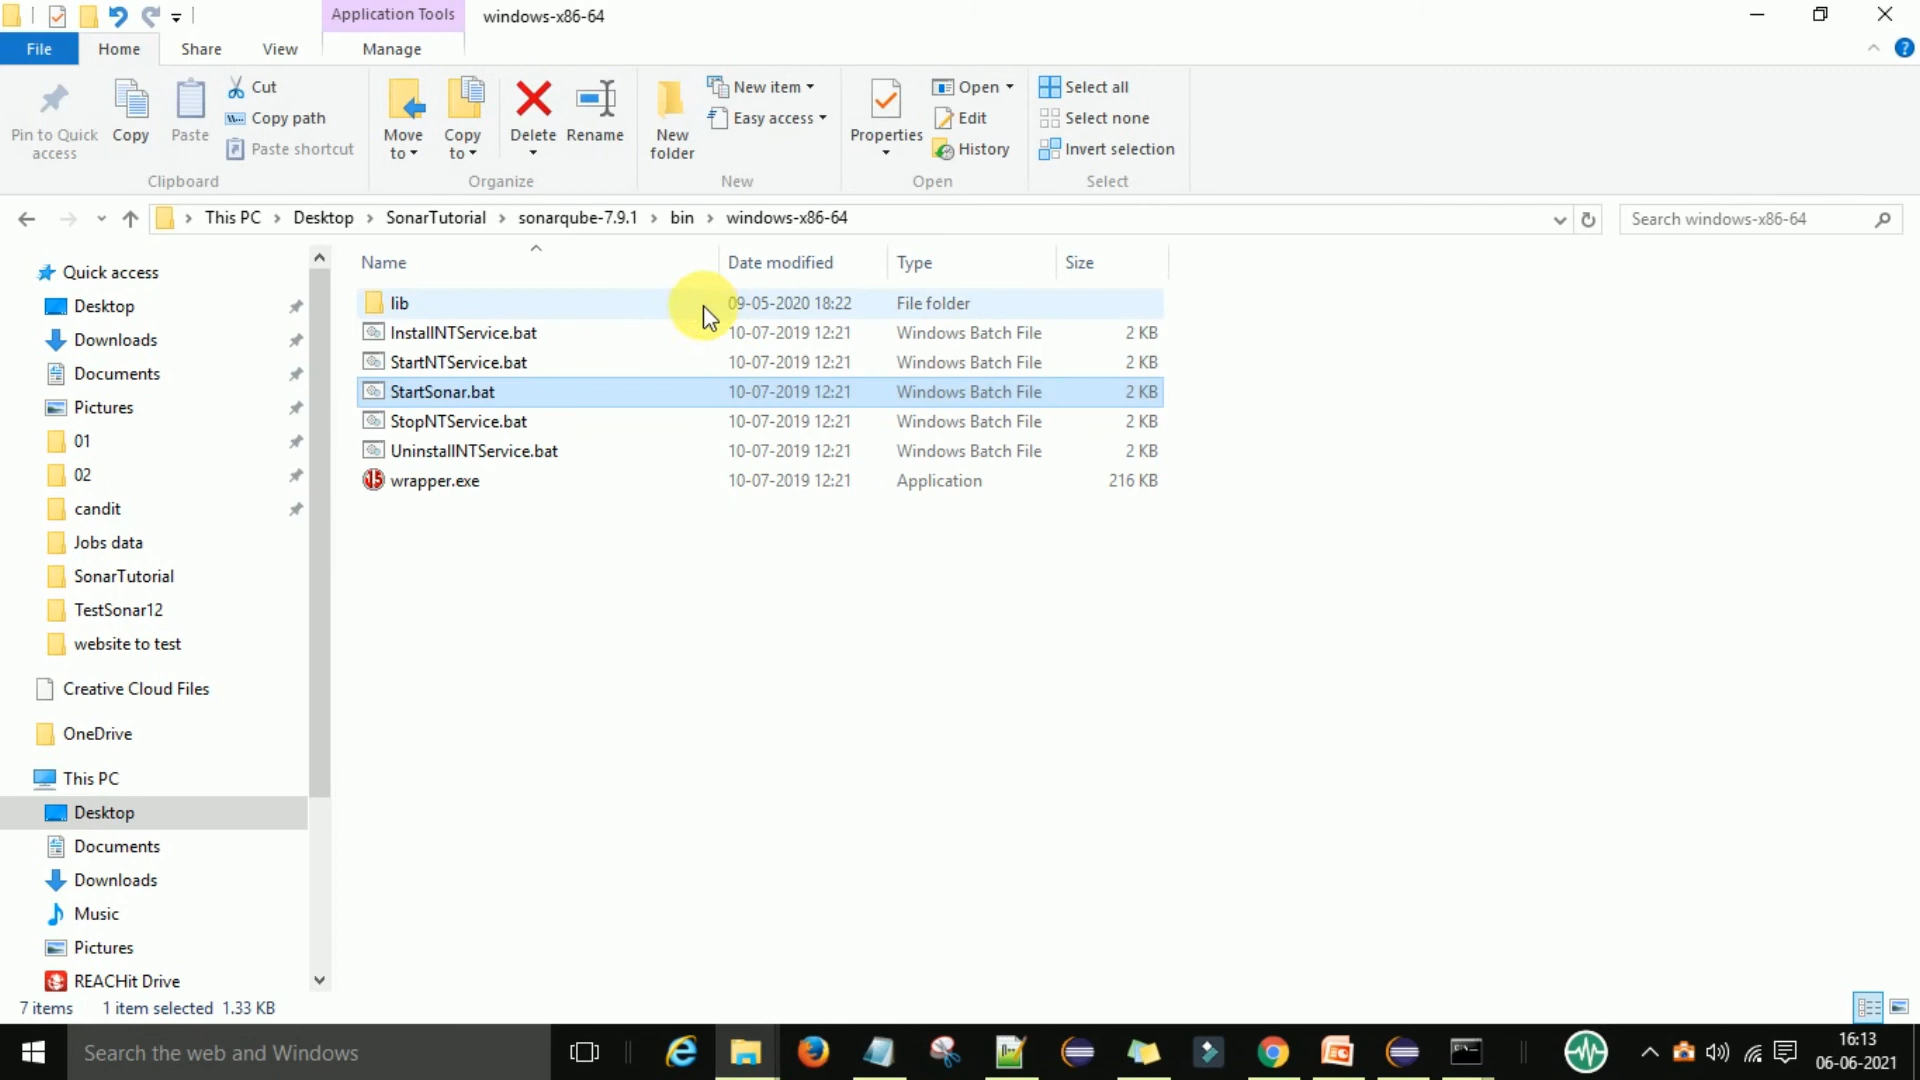 Application Tools windows-x86-64
File Home Share View Manage
Pin to Quick access
Copy
Paste
Cut
Copy path
Paste shortcut
Clipboard
Move to
Copy to
Delete
Rename
Organize
New folder
New item
Easy access
New
Properties
Open
Edit
History
Open
Select all
Select none
Invert selection
Select
This PC > Desktop > SonarTutorial > sonarqube-7.9.1 > bin > windows-x86-64
Search windows-x86-64
Quick access
Desktop
Downloads
Documents
Pictures
01
02
candit
Jobs data
SonarTutorial
TestSonar12
website to test
Creative Cloud Files
OneDrive
This PC
Desktop
Documents
Downloads
Music
Pictures
REACHit Drive
Name Date modified Type Size
lib 09-05-2020 18:22 File folder
InstallNTService.bat 10-07-2019 12:21 Windows Batch File 2 KB
StartNTService.bat 10-07-2019 12:21 Windows Batch File 2 KB
StartSonar.bat 10-07-2019 12:21 Windows Batch File 2 KB
StopNTService.bat 10-07-2019 12:21 Windows Batch File 2 KB
UninstallNTService.bat 10-07-2019 12:21 Windows Batch File 2 KB
wrapper.exe 10-07-2019 12:21 Application 216 KB
7 items 1 item selected 1.33 KB
Search the web and Windows
16:13
06-06-2021